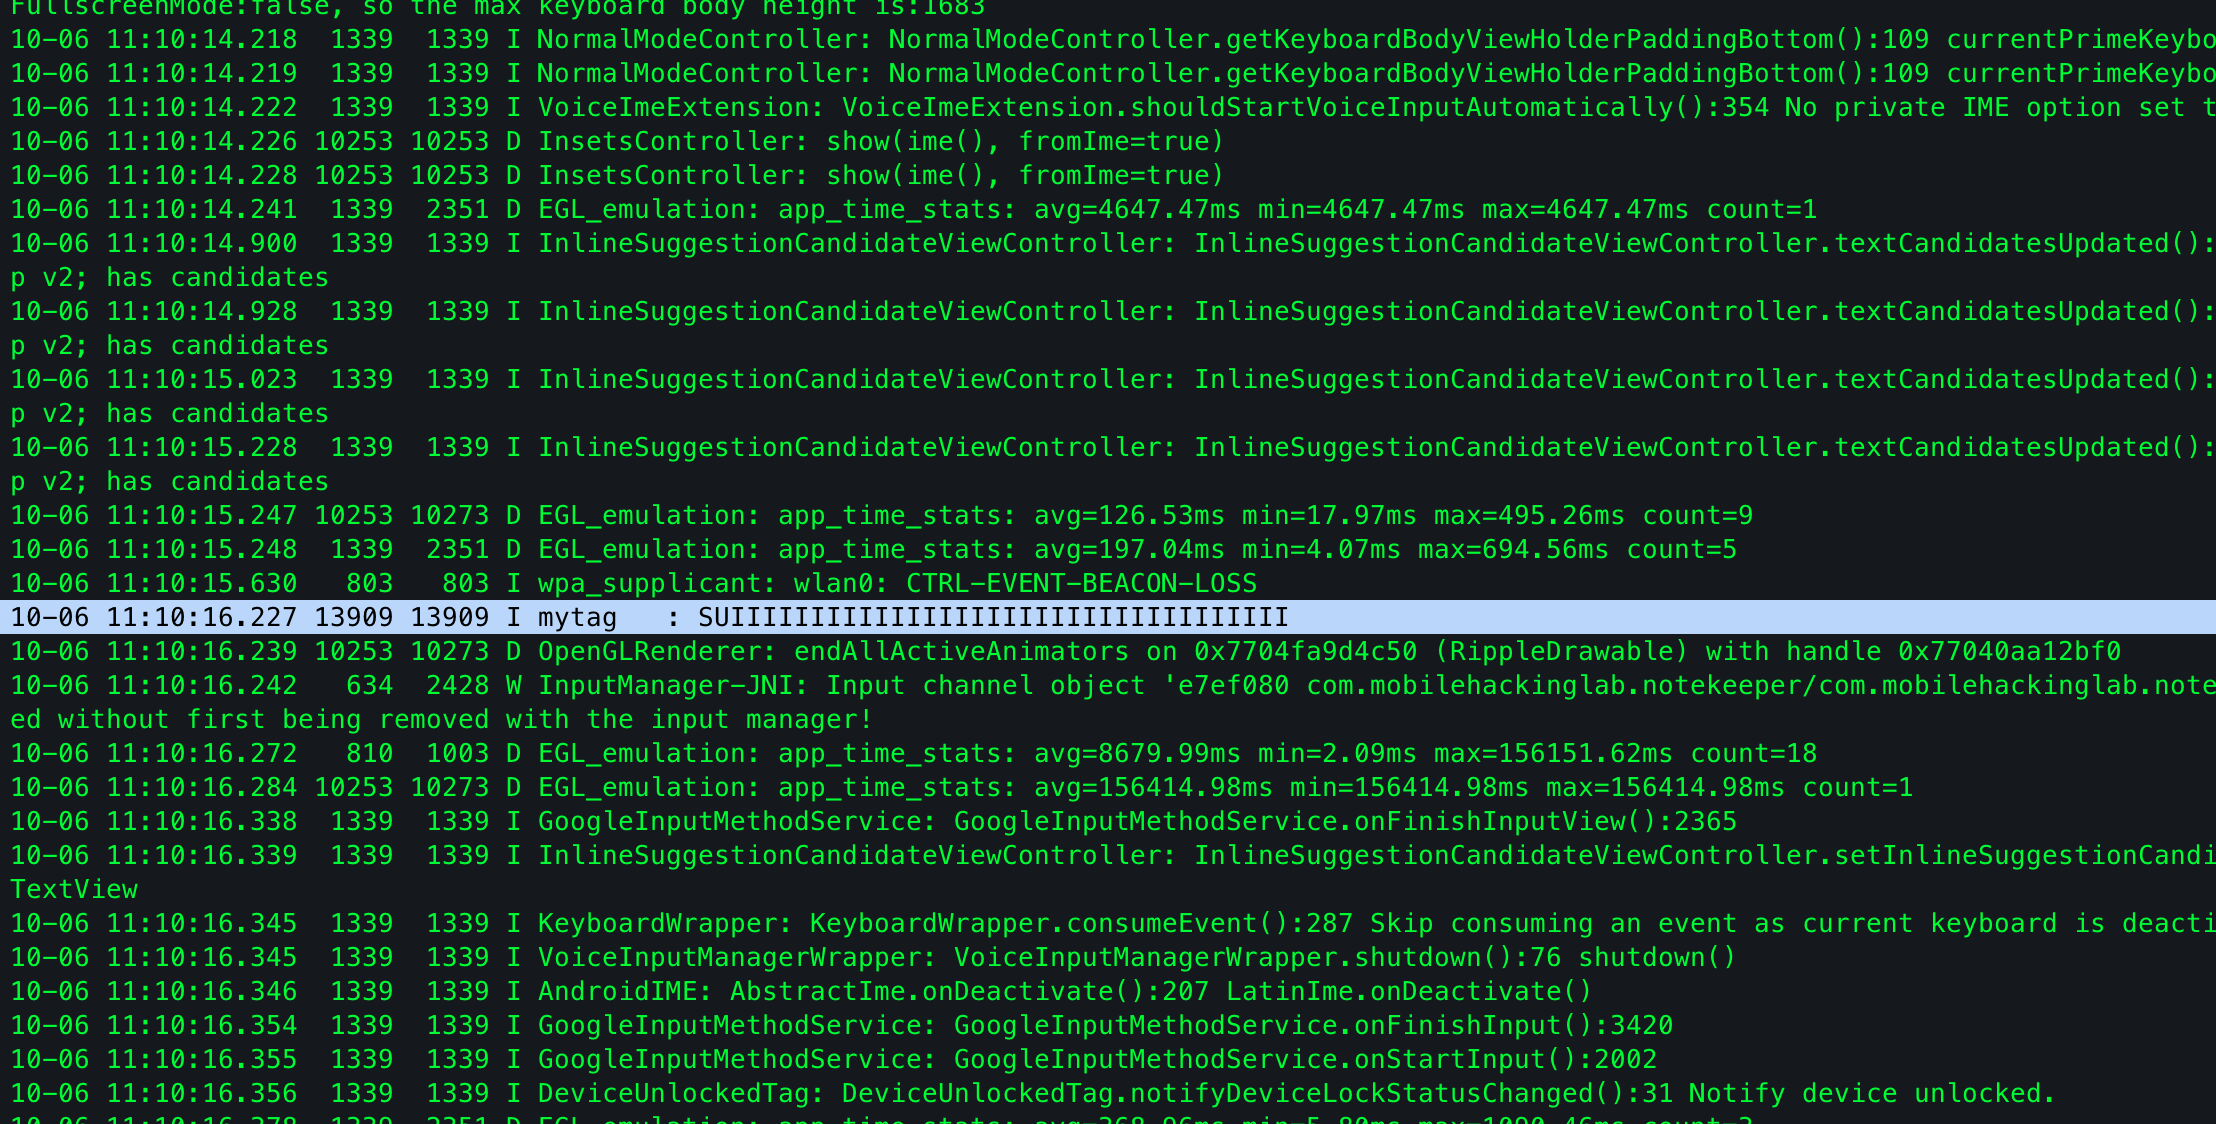 FullscreenMode:false, so the max keyboard body height is:1683
10-06 11:10:14.218  1339  1339 I NormalModeController: NormalModeController.getKeyboardBodyViewHolderPaddingBottom():109 currentPrimeKeybo
10-06 11:10:14.219  1339  1339 I NormalModeController: NormalModeController.getKeyboardBodyViewHolderPaddingBottom():109 currentPrimeKeybo
10-06 11:10:14.222  1339  1339 I VoiceImeExtension: VoiceImeExtension.shouldStartVoiceInputAutomatically():354 No private IME option set t
10-06 11:10:14.226 10253 10253 D InsetsController: show(ime(), fromIme=true)
10-06 11:10:14.228 10253 10253 D InsetsController: show(ime(), fromIme=true)
10-06 11:10:14.241  1339  2351 D EGL_emulation: app_time_stats: avg=4647.47ms min=4647.47ms max=4647.47ms count=1
10-06 11:10:14.900  1339  1339 I InlineSuggestionCandidateViewController: InlineSuggestionCandidateViewController.textCandidatesUpdated():
p v2; has candidates
10-06 11:10:14.928  1339  1339 I InlineSuggestionCandidateViewController: InlineSuggestionCandidateViewController.textCandidatesUpdated():
p v2; has candidates
10-06 11:10:15.023  1339  1339 I InlineSuggestionCandidateViewController: InlineSuggestionCandidateViewController.textCandidatesUpdated():
p v2; has candidates
10-06 11:10:15.228  1339  1339 I InlineSuggestionCandidateViewController: InlineSuggestionCandidateViewController.textCandidatesUpdated():
p v2; has candidates
10-06 11:10:15.247 10253 10273 D EGL_emulation: app_time_stats: avg=126.53ms min=17.97ms max=495.26ms count=9
10-06 11:10:15.248  1339  2351 D EGL_emulation: app_time_stats: avg=197.04ms min=4.07ms max=694.56ms count=5
10-06 11:10:15.630   803   803 I wpa_supplicant: wlan0: CTRL-EVENT-BEACON-LOSS
10-06 11:10:16.227 13909 13909 I mytag   : SUIIIIIIIIIIIIIIIIIIIIIIIIIIIIIIIIIII
10-06 11:10:16.239 10253 10273 D OpenGLRenderer: endAllActiveAnimators on 0x7704fa9d4c50 (RippleDrawable) with handle 0x77040aa12bf0
10-06 11:10:16.242   634  2428 W InputManager-JNI: Input channel object 'e7ef080 com.mobilehackinglab.notekeeper/com.mobilehackinglab.note
ed without first being removed with the input manager!
10-06 11:10:16.272   810  1003 D EGL_emulation: app_time_stats: avg=8679.99ms min=2.09ms max=156151.62ms count=18
10-06 11:10:16.284 10253 10273 D EGL_emulation: app_time_stats: avg=156414.98ms min=156414.98ms max=156414.98ms count=1
10-06 11:10:16.338  1339  1339 I GoogleInputMethodService: GoogleInputMethodService.onFinishInputView():2365
10-06 11:10:16.339  1339  1339 I InlineSuggestionCandidateViewController: InlineSuggestionCandidateViewController.setInlineSuggestionCandi
TextView
10-06 11:10:16.345  1339  1339 I KeyboardWrapper: KeyboardWrapper.consumeEvent():287 Skip consuming an event as current keyboard is deacti
10-06 11:10:16.345  1339  1339 I VoiceInputManagerWrapper: VoiceInputManagerWrapper.shutdown():76 shutdown()
10-06 11:10:16.346  1339  1339 I AndroidIME: AbstractIme.onDeactivate():207 LatinIme.onDeactivate()
10-06 11:10:16.354  1339  1339 I GoogleInputMethodService: GoogleInputMethodService.onFinishInput():3420
10-06 11:10:16.355  1339  1339 I GoogleInputMethodService: GoogleInputMethodService.onStartInput():2002
10-06 11:10:16.356  1339  1339 I DeviceUnlockedTag: DeviceUnlockedTag.notifyDeviceLockStatusChanged():31 Notify device unlocked.
10-06 11:10:16.378  1339  2351 D EGL_emulation: app_time_stats: avg=368.96ms min=5.80ms max=1090.46ms count=3